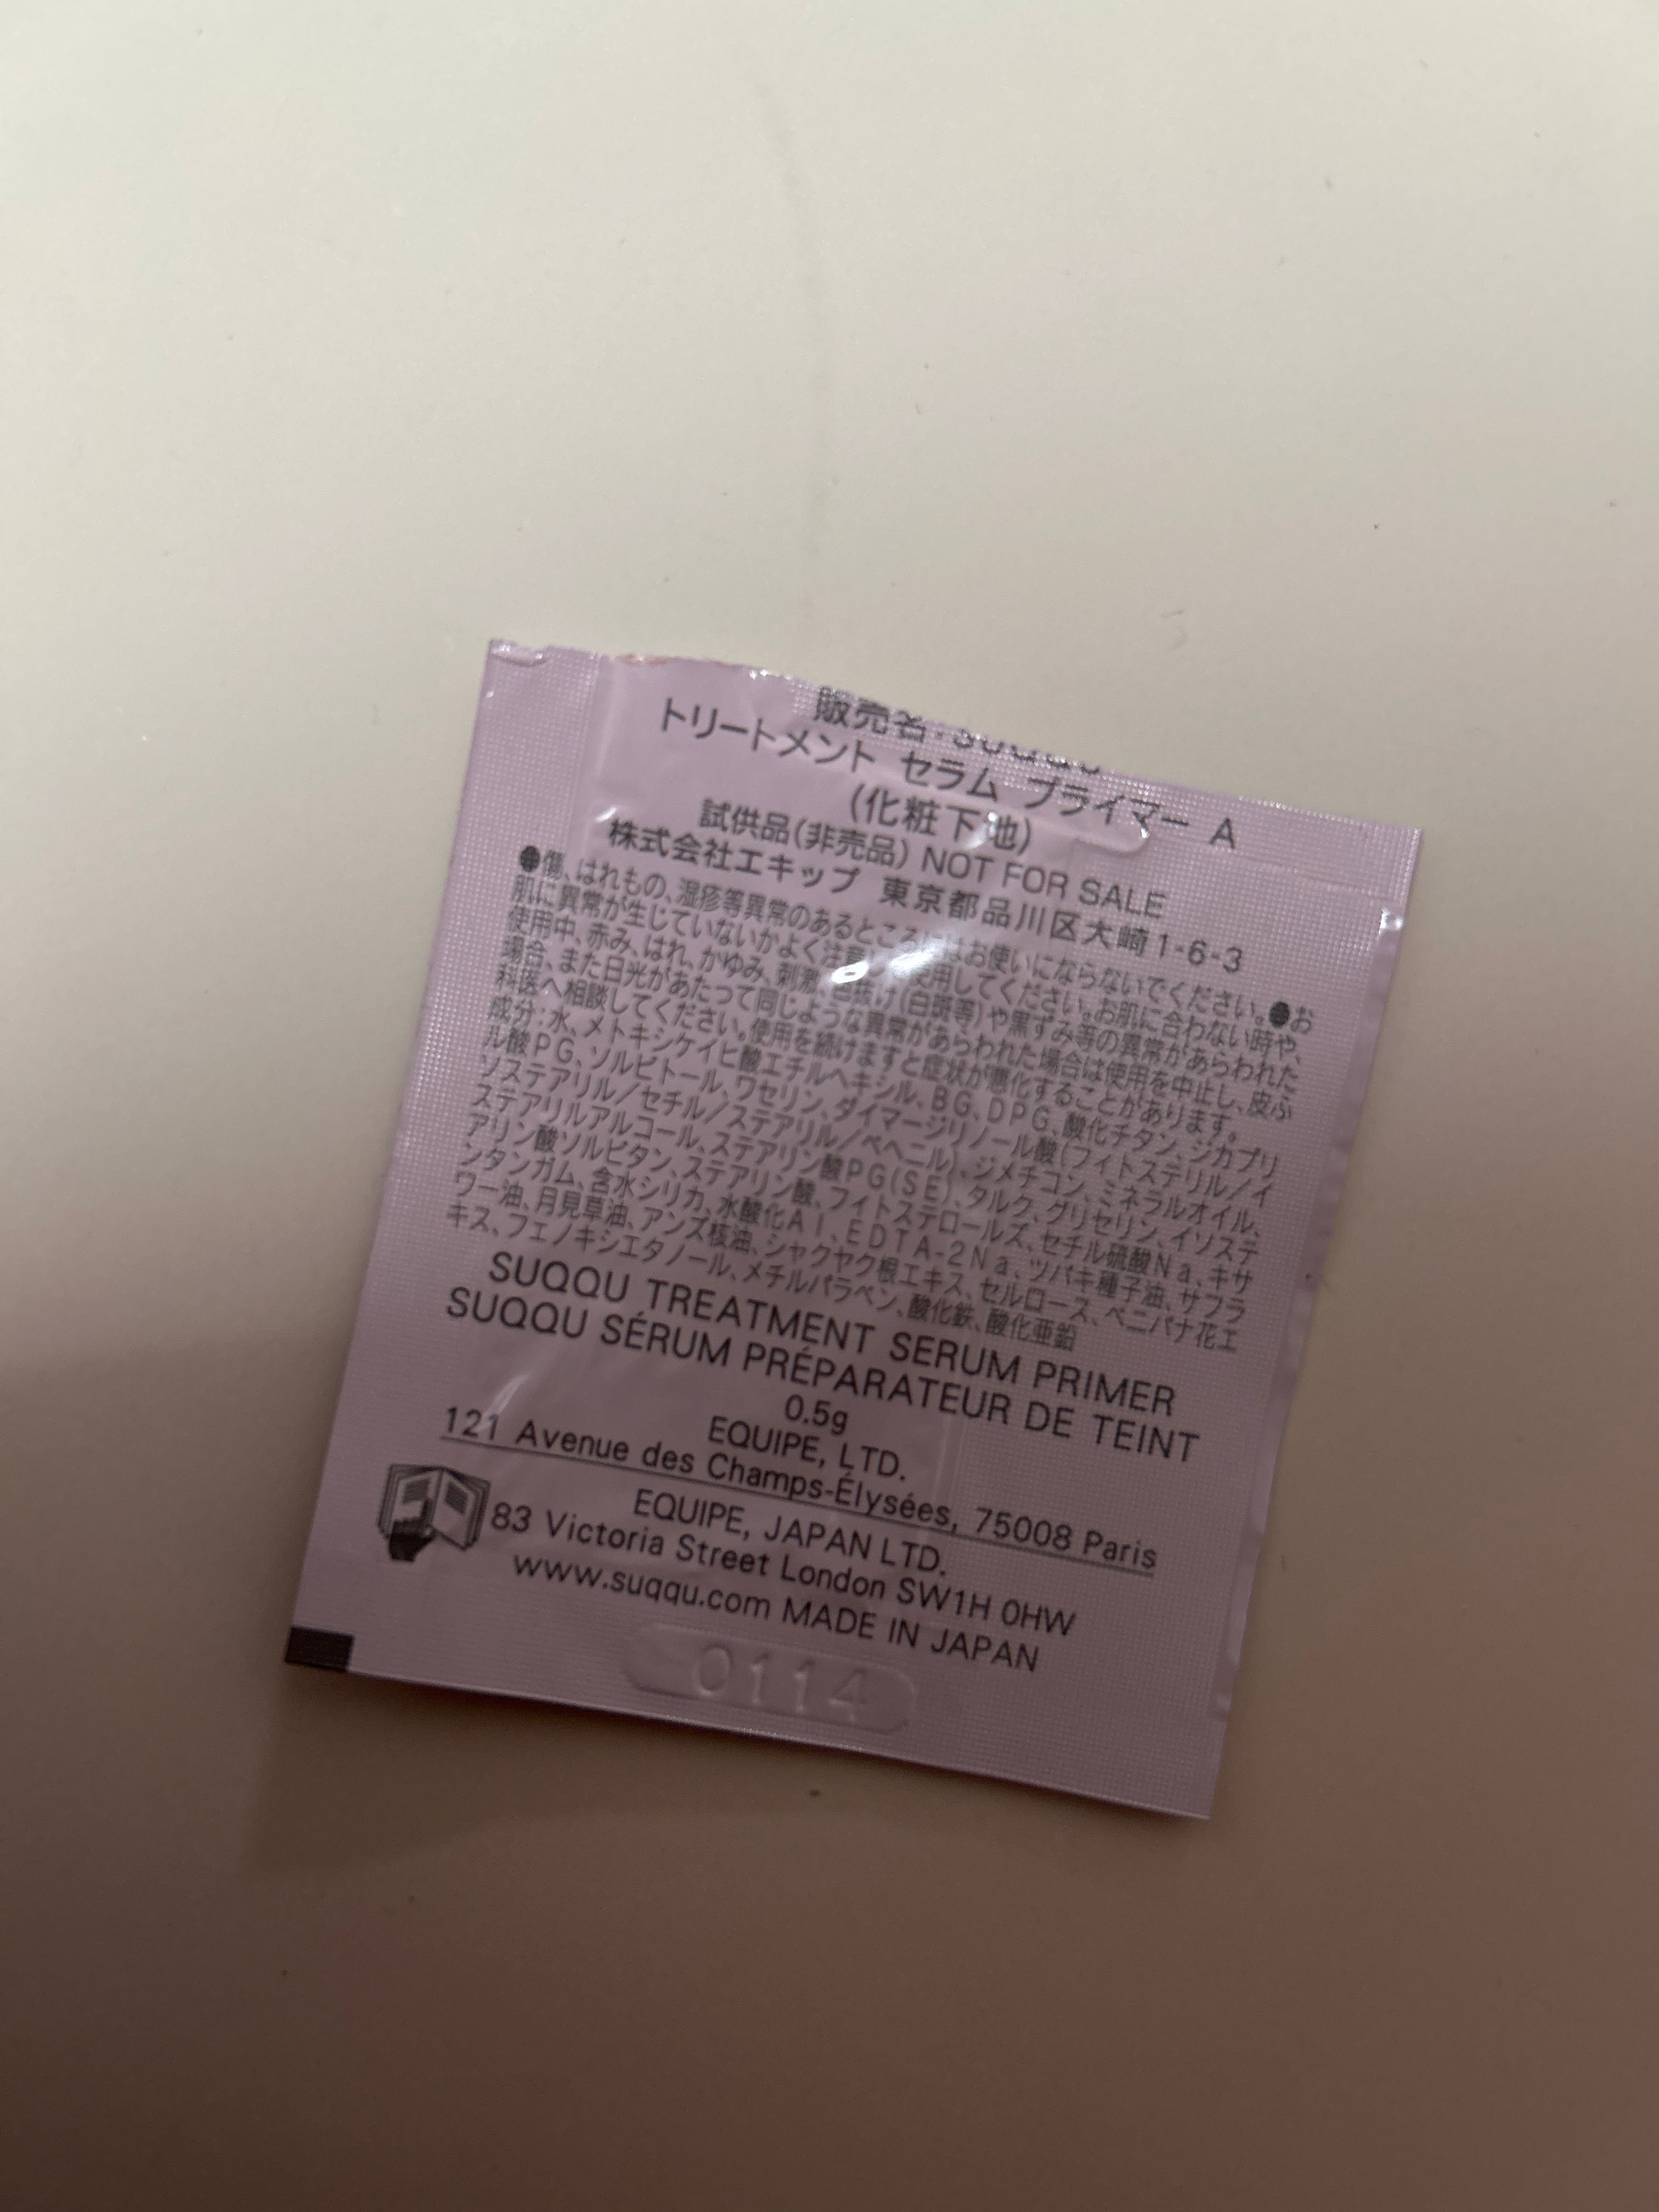 販売名:SUQQU
トリートメント セラム プライマー A
(化粧下地)
試供品(非売品) NOT FOR SALE
株式会社エキップ 東京都品川区大崎1-6-3
●傷、はれもの、湿疹等異常のあるところにはお使いにならないでください。●お
肌に異常が生じていないかよく注意して使用してください。お肌に合わない時や、
使用中、赤み、はれ、かゆみ、刺激、色抜け(白斑等)や黒ずみ等の異常があらわれた
場合、また日光があたって同じような異常があらわれた場合は使用を中止し、皮ふ
科医へ相談してください。使用を続けますと症状が悪化することがあります。
成分:水、メトキシケイヒ酸エチルヘキシル、BG、DPG、酸化チタン、ジカプリ
ル酸PG、ソルビトール、ワセリン、ダイマージリノール酸(フィトステリル/イ
ソステアリル/セチル/ステアリル/ベヘニル)、ジメチコン、ミネラルオイル、
ステアリルアルコール、ステアリン酸PG(SE)、タルク、グリセリン、イソステ
アリン酸ソルビタン、ステアリン酸、フィトステロールズ、セチル硫酸Na、キサ
ンタンガム、含水シリカ、水酸化Al、EDTA-2Na、ツバキ種子油、サフラ
ワー油、月見草油、アンズ核油、シャクヤク根エキス、セルロース、ベニバナ花エ
キス、フェノキシエタノール、メチルパラベン、酸化鉄、酸化亜鉛
SUQQU TREATMENT SERUM PRIMER
SUQQU SÉRUM PRÉPARATEUR DE TEINT
0.5g
EQUIPE, LTD.
121 Avenue des Champs-Élysées, 75008 Paris
EQUIPE, JAPAN LTD.
83 Victoria Street London SW1H 0HW
www.suqqu.com MADE IN JAPAN
0114